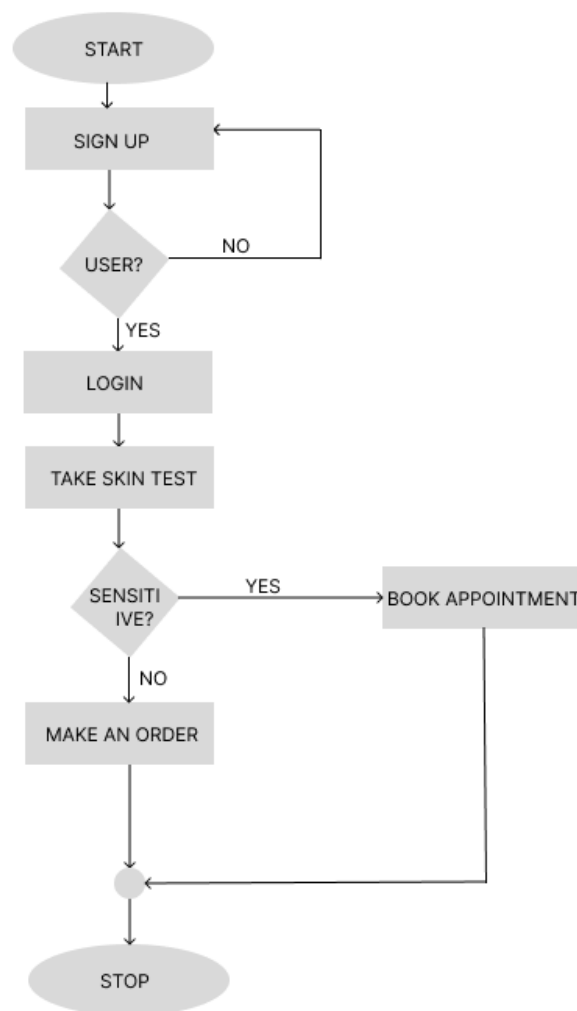 START
SIGN UP
USER?
NO
YES
LOGIN
TAKE SKIN TEST
SENSITI
IVE?
YES
BOOK APPOINTMENT
NO
MAKE AN ORDER
STOP